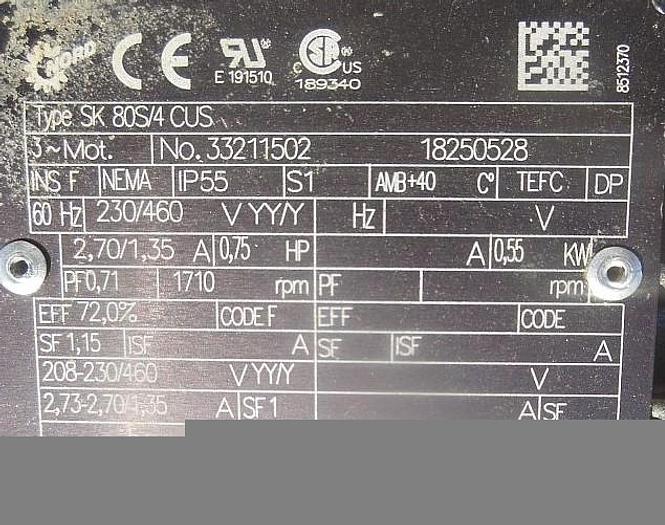 NORD CE UR E 191510 CSA ® C US 189340 8512370
Type SK 80S/4 CUS
3~Mot. No. 33211502 18250528
INS F NEMA IP55 S1 AMB+40 C° TEFC DP
60 Hz 230/460 V YY/Y Hz V
2,70/1,35 A 0,75 HP A 0,55 KW
PF0,71 1710 rpm PF rpm
EFF 72,0% CODE F EFF CODE
SF 1,15 ISF A SF ISF A
208-230/460 V YY/Y V
2,73-2,70/1,35 A SF 1 A SF